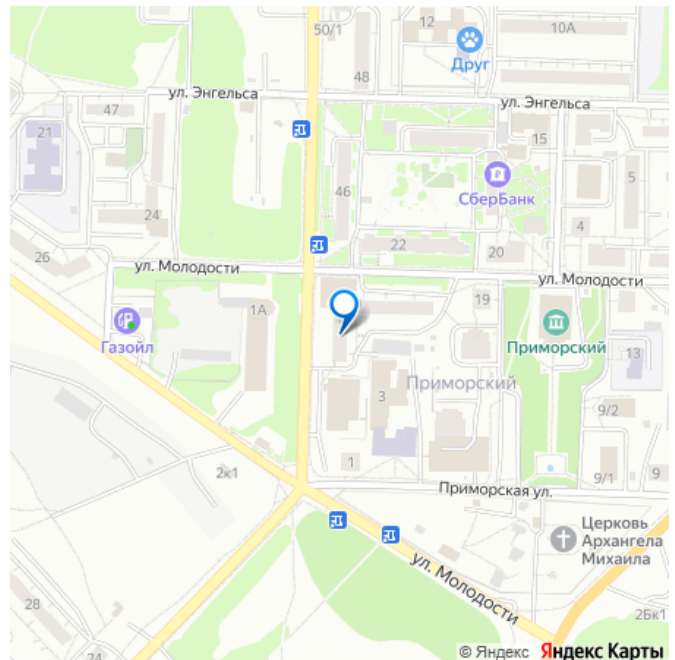 50/1
12
10А
Друг
48
ул. Энгельса
ул. Энгельса
47
21
15
46
5
СберБанк
24
4
22
20
26
ул. Молодости
ул. Молодости
1А
19
Газойл
Приморский
13
Приморский
3
9/2
1
2к1
9/1
9
Приморская ул.
Церковь
Архангела
Михаила
ул. Молодости
28
2Бк1
24
© Яндекс Яндекс Карты